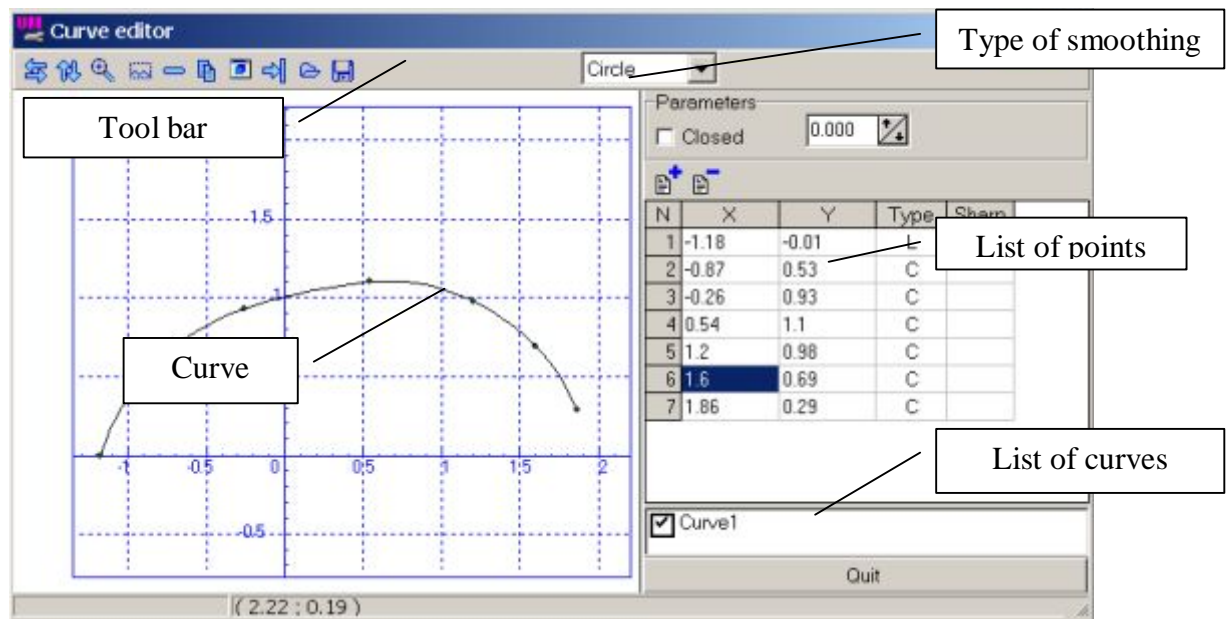 UM
Curve editor
Type of smoothing
Circle
Tool bar
Parameters
Closed
0.000
N X Y Type Sharp
1 -1.18 -0.01 L
2 -0.87 0.53 C
3 -0.26 0.93 C
4 0.54 1.1 C
5 1.2 0.98 C
6 1.6 0.69 C
7 1.86 0.29 C
List of points
1.5
1
Curve
-1 -0.5 0 0.5 1 1.5 2
-0.5
List of curves
Curve1
Quit
( 2.22 ; 0.19 )